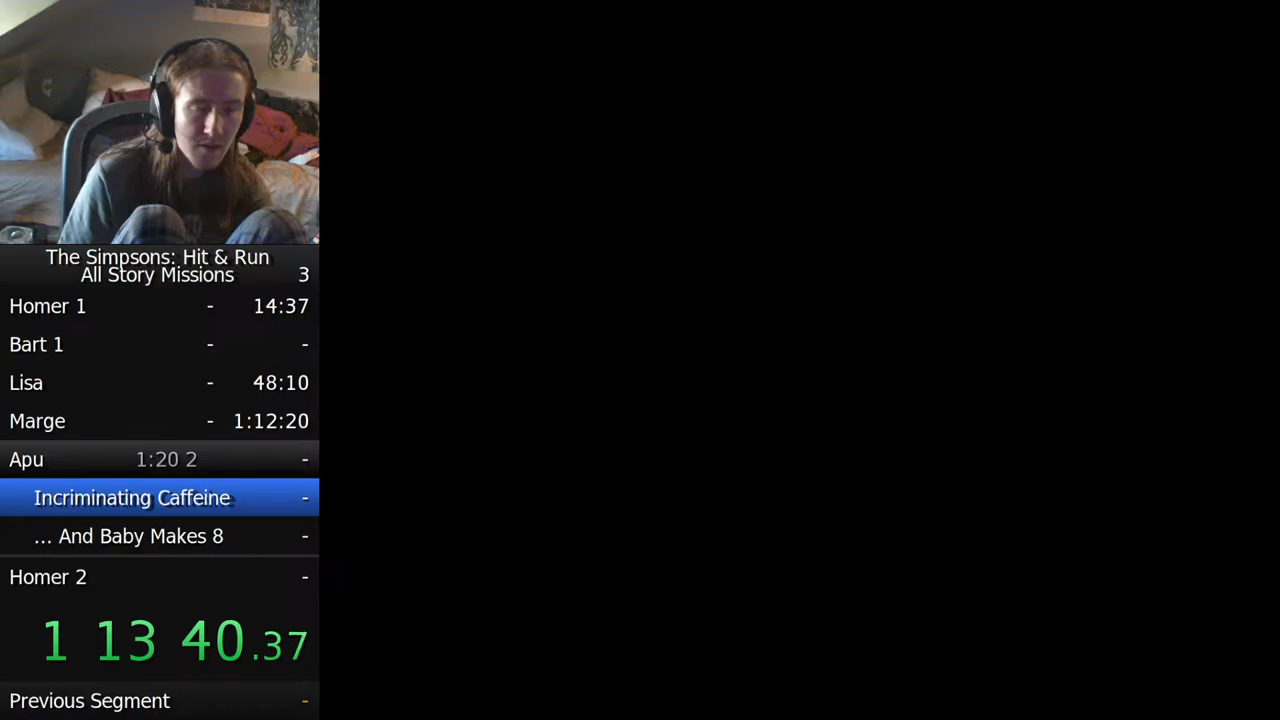 The Simpsons: Hit & Run
All Story Missions 3
Homer 1 - 14:37
Bart 1 - -
Lisa - 48:10
Marge - 1:12:20
Apu 1:20 2 -
Incriminating Caffeine -
... And Baby Makes 8 -
Homer 2 -
1 13 40.37
Previous Segment -